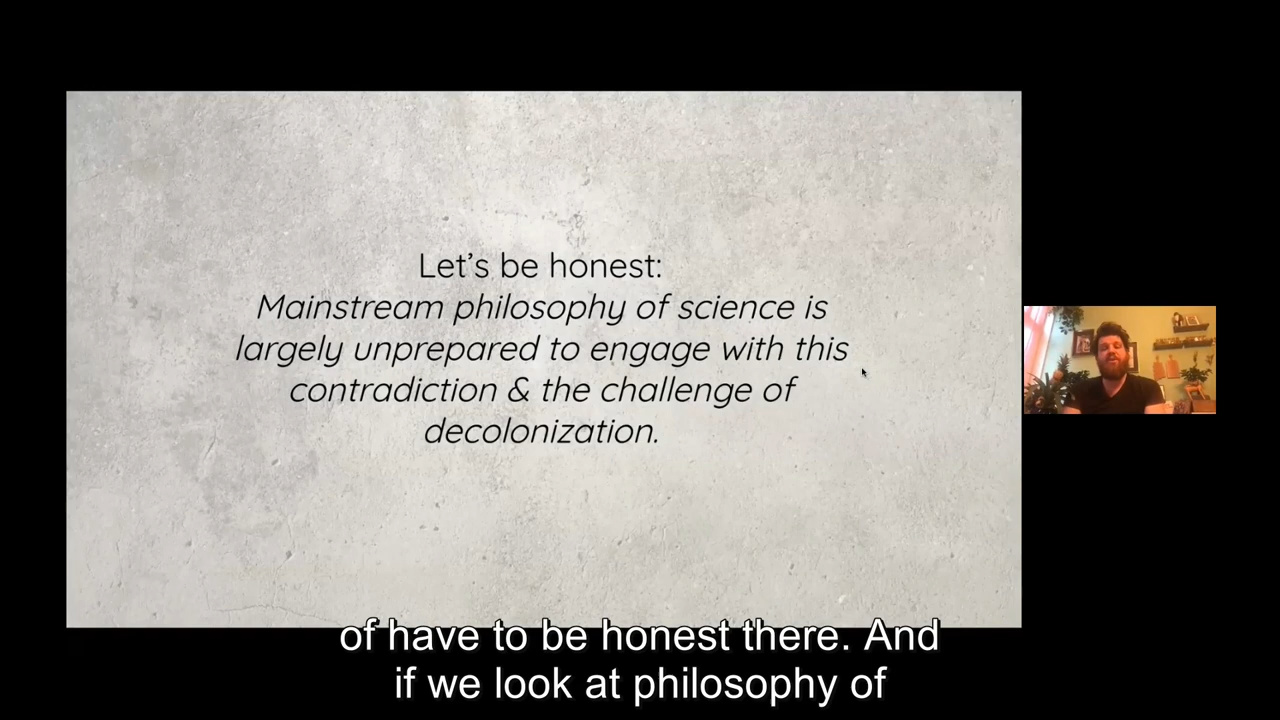 Let’s be honest:
Mainstream philosophy of science is
largely unprepared to engage with this
contradiction & the challenge of
decolonization.
of have to be honest there. And
if we look at philosophy of